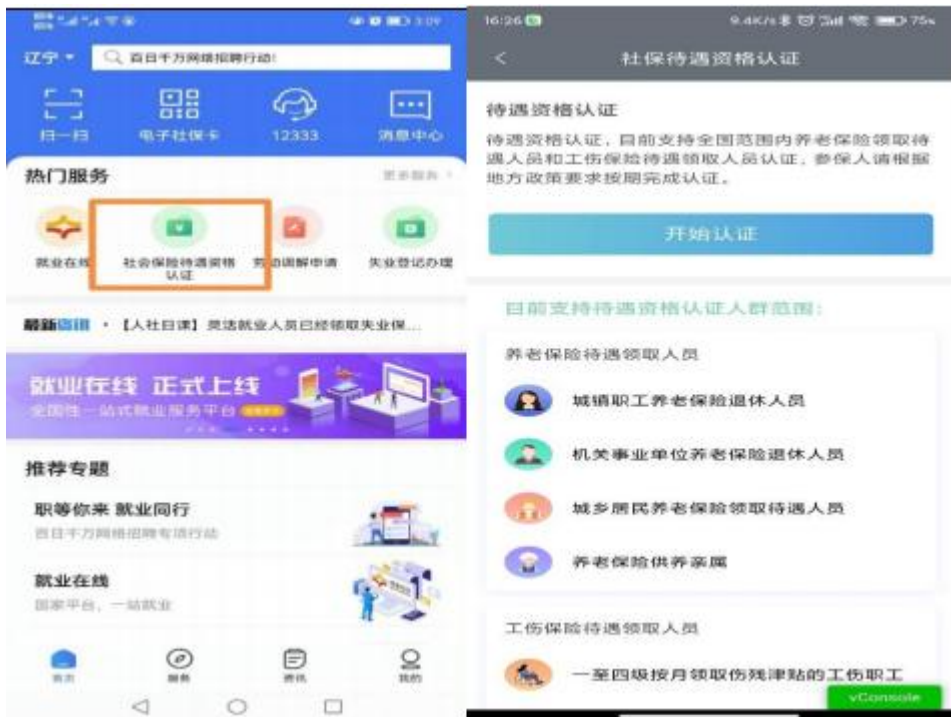 3:09
辽宁
百日千万网络招聘行动!
扫一扫
电子社保卡
12333
消息中心
热门服务
更多服务
就业在线
社会保险待遇资格
认证
劳动调解申请
失业登记办理
最新资讯
【人社日课】灵活就业人员已经领取失业保...
就业在线 正式上线
全国性一站式就业服务平台
推荐专题
职等你来 就业同行
百日千万网络招聘专项行动
就业在线
国家平台,一站就业
首页
服务
资讯
我的
16:26
9.4K/s
75%
社保待遇资格认证
待遇资格认证
待遇资格认证,目前支持全国范围内养老保险领取待
遇人员和工伤保险待遇领取人员认证,参保人请根据
地方政策要求按期完成认证。
开始认证
目前支持待遇资格认证人群范围:
养老保险待遇领取人员
城镇职工养老保险退休人员
机关事业单位养老保险退休人员
城乡居民养老保险领取待遇人员
养老保险供养亲属
工伤保险待遇领取人员
一至四级按月领取伤残津贴的工伤职工
vConsole